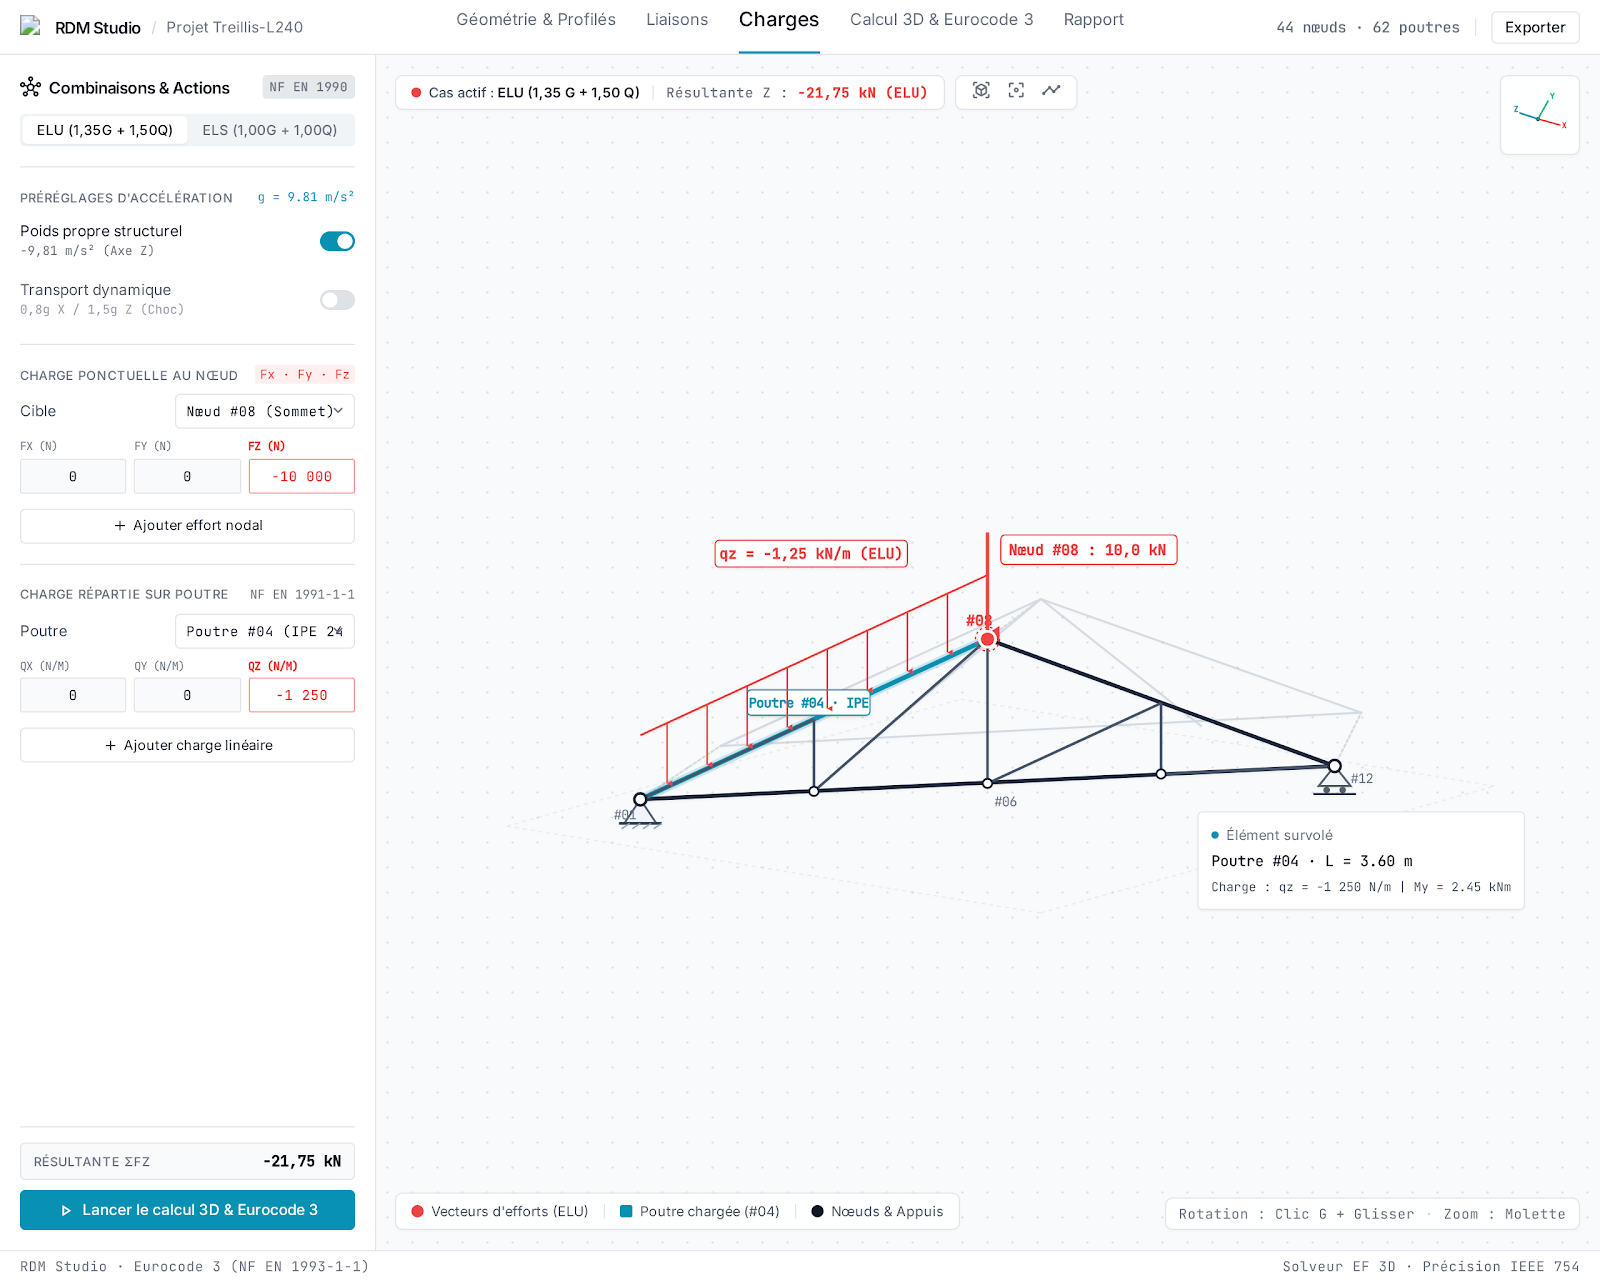 RDM Studio / Projet Treillis-L240
Géométrie & Profilés
Liaisons
Charges
Calcul 3D & Eurocode 3
Rapport
44 nœuds · 62 poutres
Exporter
Combinaisons & Actions
NF EN 1990
ELU (1,35G + 1,50Q)
ELS (1,00G + 1,00Q)
PRÉRÉGLAGES D'ACCÉLÉRATION
g = 9.81 m/s²
Poids propre structurel
-9,81 m/s² (Axe Z)
Transport dynamique
0,8g X / 1,5g Z (Choc)
CHARGE PONCTUELLE AU NŒUD
Fx · Fy · Fz
Cible
Nœud #08 (Sommet)
FX (N)
FY (N)
FZ (N)
0
0
-10 000
+ Ajouter effort nodal
CHARGE RÉPARTIE SUR POUTRE
NF EN 1991-1-1
Poutre
Poutre #04 (IPE 24
QX (N/M)
QY (N/M)
QZ (N/M)
0
0
-1 250
+ Ajouter charge linéaire
RÉSULTANTE ΣFZ
-21,75 kN
Lancer le calcul 3D & Eurocode 3
Cas actif : ELU (1,35 G + 1,50 Q)
Résultante Z : -21,75 kN (ELU)
Y
Z
X
qz = -1,25 kN/m (ELU)
Nœud #08 : 10,0 kN
#08
Poutre #04 · IPE
#01
#06
#12
Élément survolé
Poutre #04 · L = 3.60 m
Charge : qz = -1 250 N/m | My = 2.45 kNm
Vecteurs d'efforts (ELU)
Poutre chargée (#04)
Nœuds & Appuis
Rotation : Clic G + Glisser · Zoom : Molette
RDM Studio · Eurocode 3 (NF EN 1993-1-1)
Solveur EF 3D · Précision IEEE 754